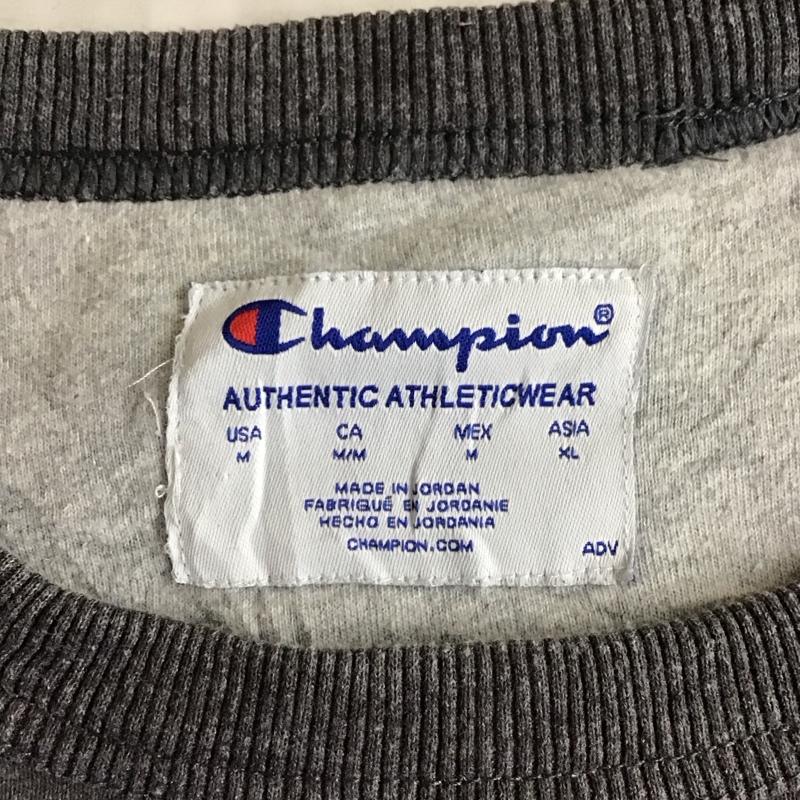 Champion®
AUTHENTIC ATHLETICWEAR
USA CA MEX ASIA
M M/M M XL
MADE IN JORDAN
FABRIQUÉ EN JORDANIE
HECHO EN JORDANIA
CHAMPION.COM ADV